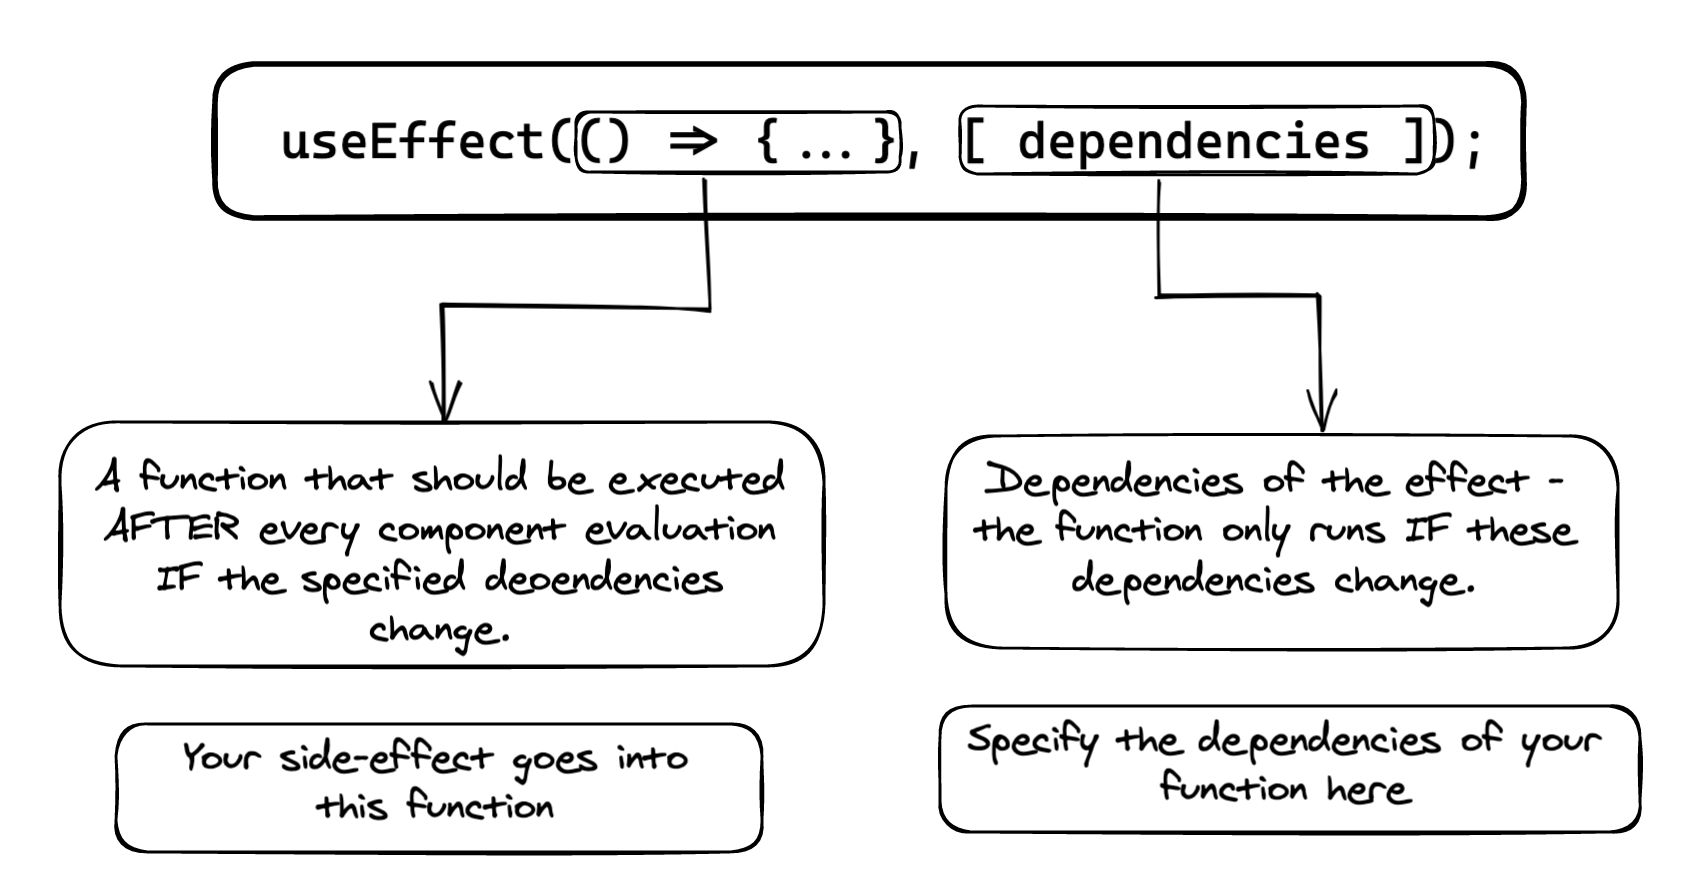 useEffect(() => { ... }, [ dependencies ]);
A function that should be executed
AFTER every component evaluation
IF the specified deoendencies
change.
Dependencies of the effect -
the function only runs IF these
dependencies change.
Your side-effect goes into
this function
Specify the dependencies of your
function here